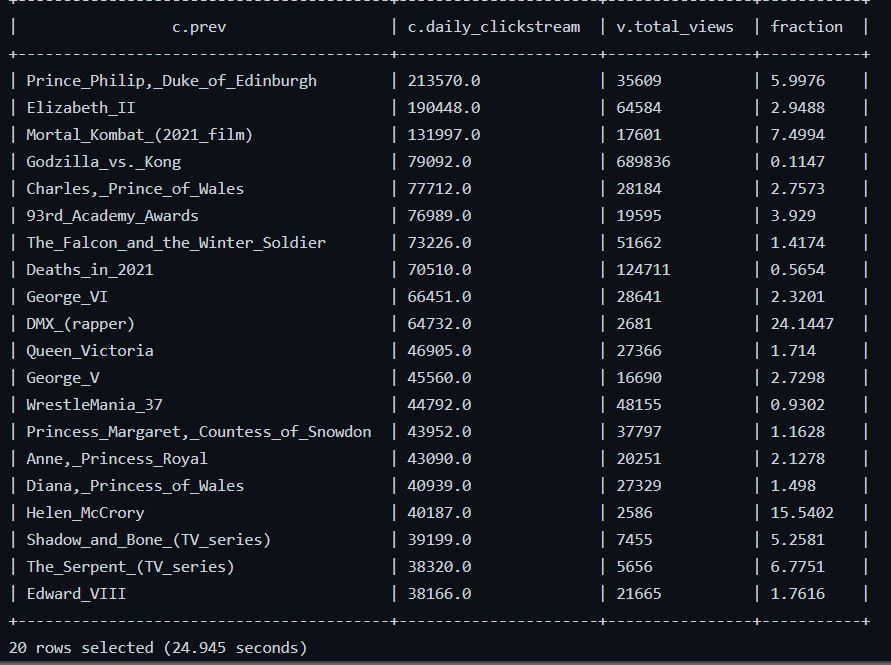 | c.prev | c.daily_clickstream | v.total_views | fraction |
+-------------------------------------------+-----------------------+----------------+-----------+
| Prince_Philip,_Duke_of_Edinburgh | 213570.0 | 35609 | 5.9976 |
| Elizabeth_II | 190448.0 | 64584 | 2.9488 |
| Mortal_Kombat_(2021_film) | 131997.0 | 17601 | 7.4994 |
| Godzilla_vs._Kong | 79092.0 | 689836 | 0.1147 |
| Charles,_Prince_of_Wales | 77712.0 | 28184 | 2.7573 |
| 93rd_Academy_Awards | 76989.0 | 19595 | 3.929 |
| The_Falcon_and_the_Winter_Soldier | 73226.0 | 51662 | 1.4174 |
| Deaths_in_2021 | 70510.0 | 124711 | 0.5654 |
| George_VI | 66451.0 | 28641 | 2.3201 |
| DMX_(rapper) | 64732.0 | 2681 | 24.1447 |
| Queen_Victoria | 46905.0 | 27366 | 1.714 |
| George_V | 45560.0 | 16690 | 2.7298 |
| WrestleMania_37 | 44792.0 | 48155 | 0.9302 |
| Princess_Margaret,_Countess_of_Snowdon | 43952.0 | 37797 | 1.1628 |
| Anne,_Princess_Royal | 43090.0 | 20251 | 2.1278 |
| Diana,_Princess_of_Wales | 40939.0 | 27329 | 1.498 |
| Helen_McCrory | 40187.0 | 2586 | 15.5402 |
| Shadow_and_Bone_(TV_series) | 39199.0 | 7455 | 5.2581 |
| The_Serpent_(TV_series) | 38320.0 | 5656 | 6.7751 |
| Edward_VIII | 38166.0 | 21665 | 1.7616 |
+-------------------------------------------+-----------------------+----------------+-----------+
20 rows selected (24.945 seconds)